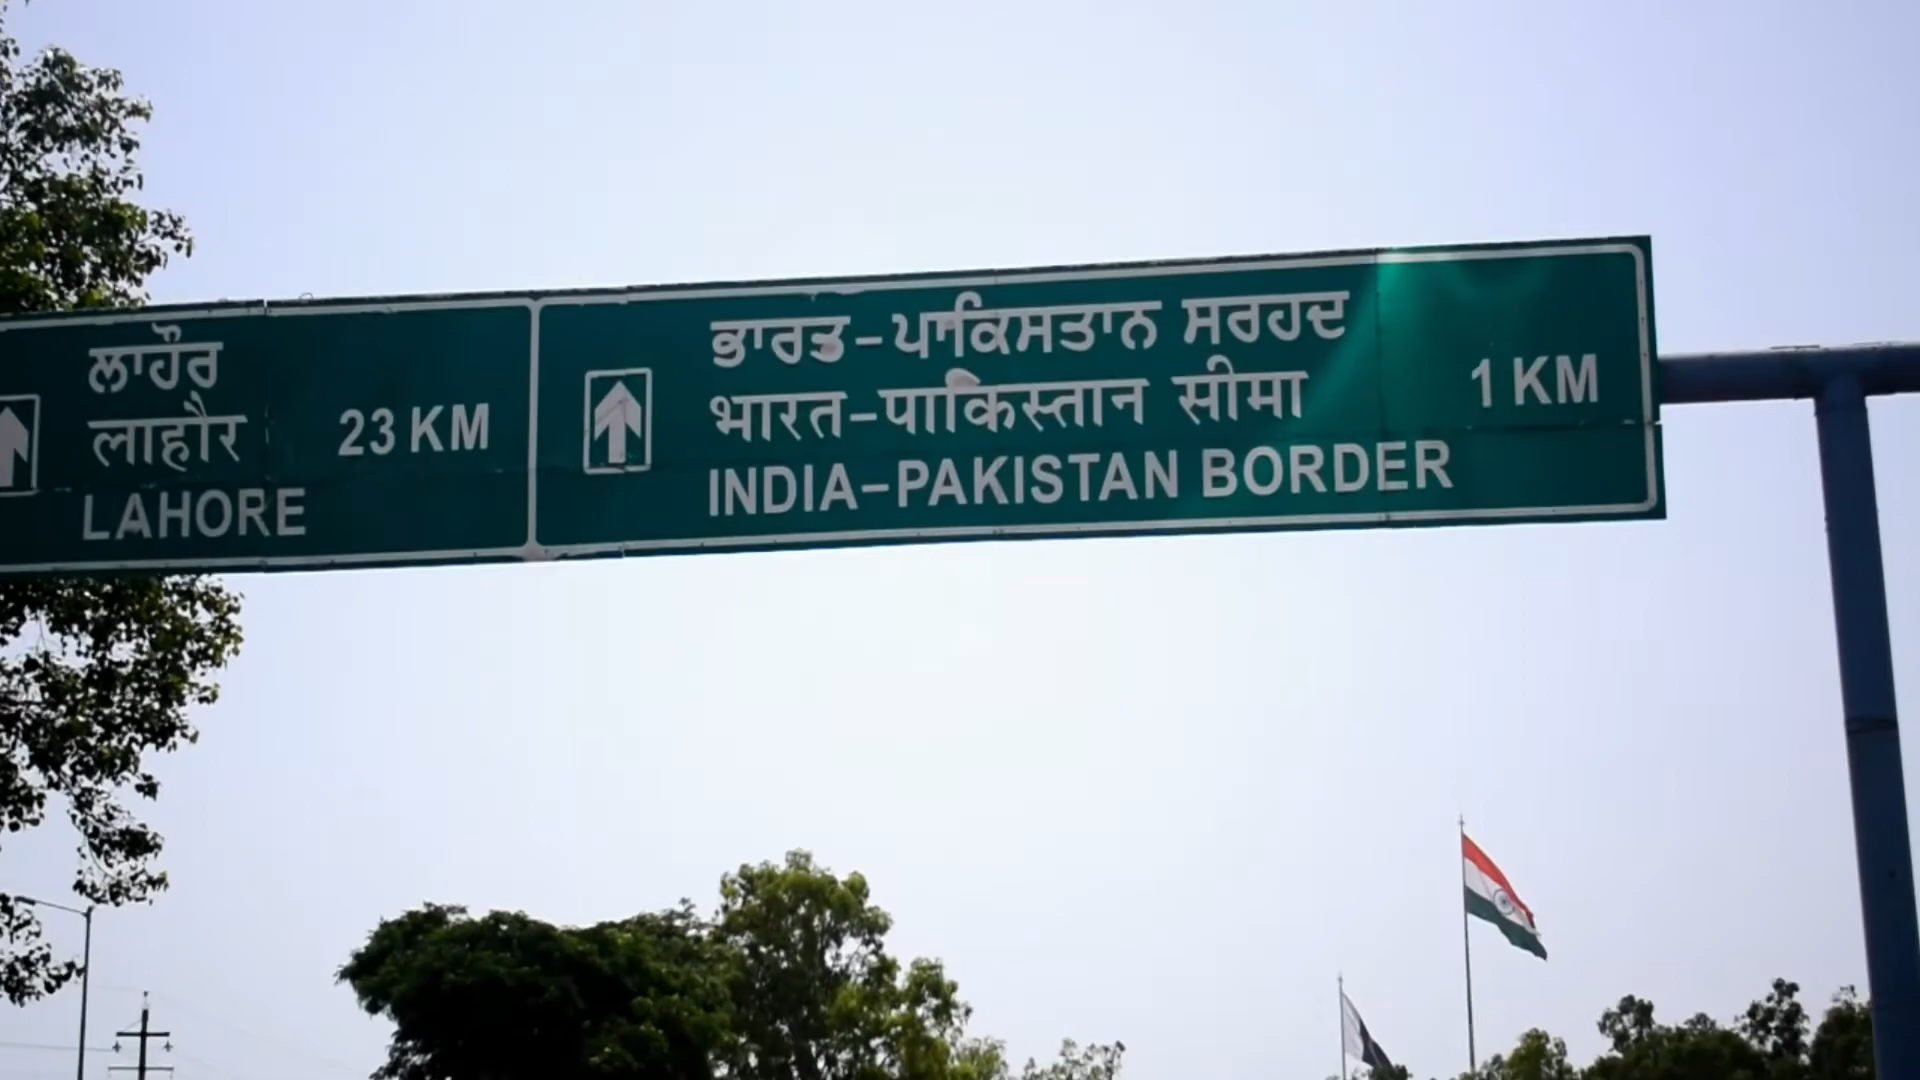 ਲਾਹੌਰ
लाहौर
LAHORE
23 KM
ਭਾਰਤ-ਪਾਕਿਸਤਾਨ ਸਰਹਦ
भारत-पाकिस्तान सीमा
INDIA-PAKISTAN BORDER
1 KM